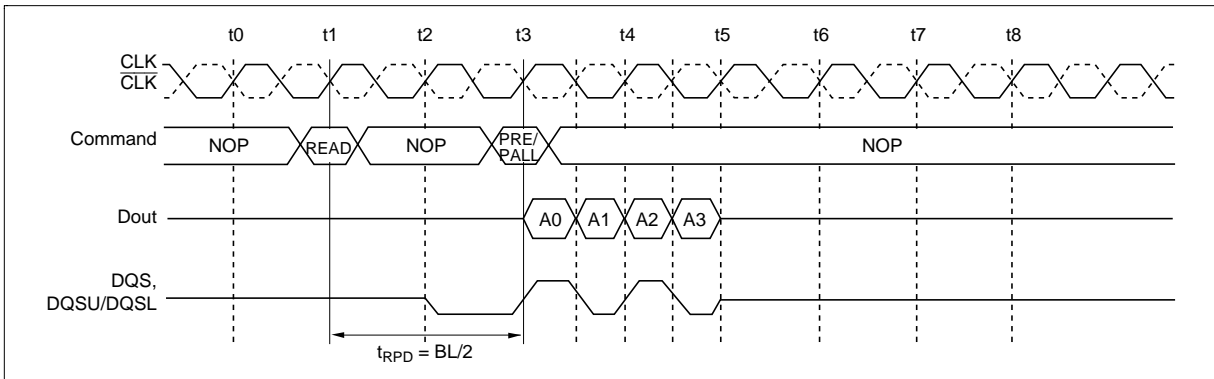 t0 t1 t2 t3 t4 t5 t6 t7 t8
CLK
CLK
Command NOP READ NOP PRE/ PALL NOP
Dout A0 A1 A2 A3
DQS,
DQSU/DQSL
tRPD = BL/2